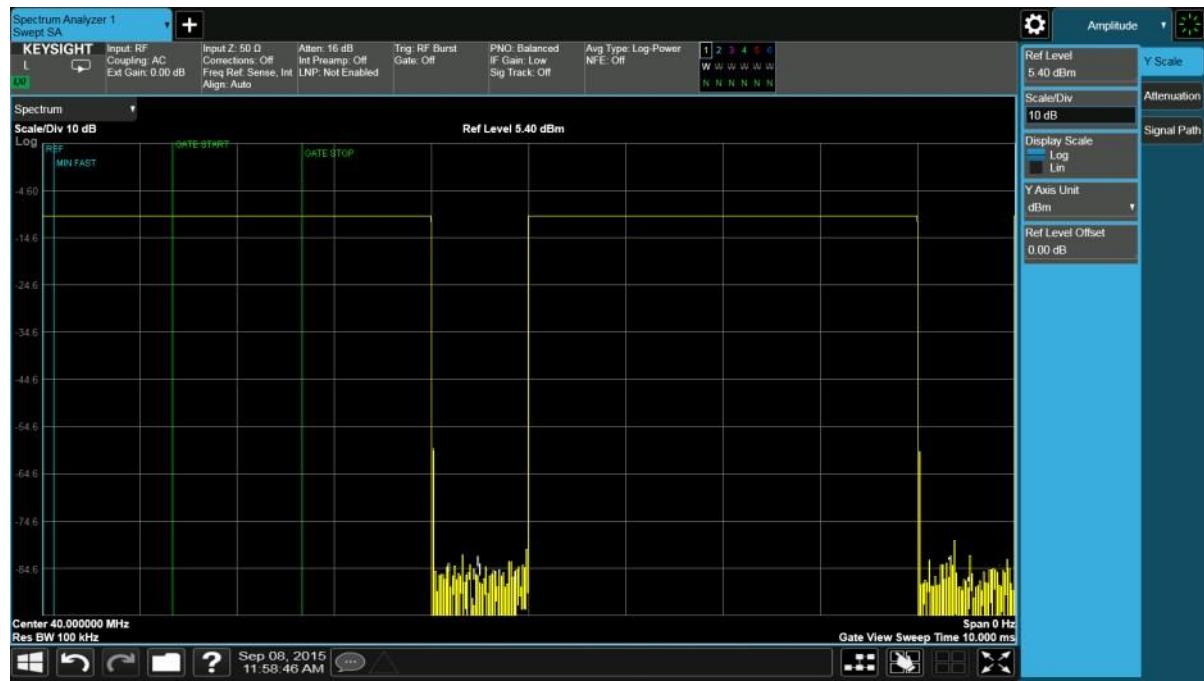 Spectrum Analyzer 1
Swept SA
+
KEYSIGHT
L
Input: RF
Coupling: AC
Ext Gain: 0.00 dB
Input Z: 50 Ω
Corrections: Off
Freq Ref: Sense, Int
Align: Auto
Atten: 16 dB
Int Preamp: Off
LNP: Not Enabled
Trig: RF Burst
Gate: Off
PNO: Balanced
IF Gain: Low
Sig Track: Off
Avg Type: Log-Power
NFE: Off
1 2 3 4 5 6
W W W W W W
N N N N N N
Spectrum
Scale/Div 10 dB
Ref Level 5.40 dBm
Log
REF
MIN FAST
GATE START
GATE STOP
-4.60
-14.6
-24.6
-34.6
-44.6
-54.6
-64.6
-74.6
-84.6
Center 40.000000 MHz
Res BW 100 kHz
Span 0 Hz
Gate View Sweep Time 10.000 ms
Amplitude
Ref Level
5.40 dBm
Scale/Div
10 dB
Display Scale
Log
Lin
Y Axis Unit
dBm
Ref Level Offset
0.00 dB
Y Scale
Attenuation
Signal Path
?
Sep 08, 2015
11:58:46 AM